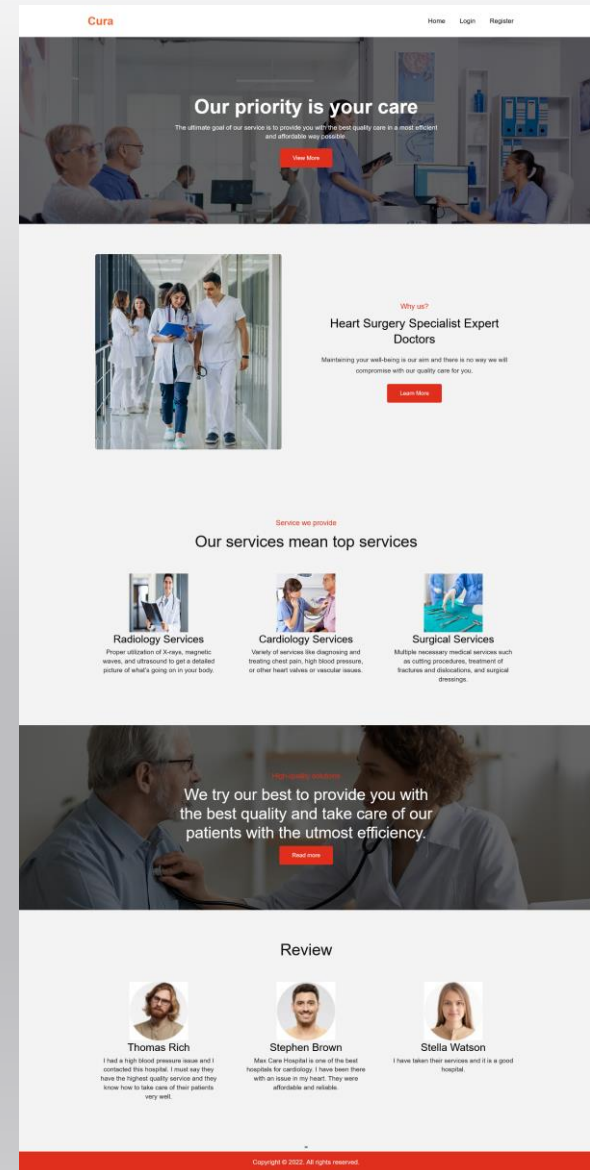 Cura
Home Login Register
Our priority is your care
The ultimate goal of our service is to provide you with the best quality care in a most efficient
and affordable way possible.
View More
Why us?
Heart Surgery Specialist Expert
Doctors
Maintaining your well-being is our aim and there is no way we will
compromise with our quality care for you.
Learn More
Service we provide
Our services mean top services
Radiology Services
Proper utilization of X-rays, magnetic
waves, and ultrasound to get a detailed
picture of what's going on in your body.
Cardiology Services
Variety of services like diagnosing and
treating chest pain, high blood pressure,
or other heart valves or vascular issues.
Surgical Services
Multiple necessary medical services such
as cutting procedures, treatment of
fractures and dislocations, and surgical
dressings.
High-quality solutions
We try our best to provide you with
the best quality and take care of our
patients with the utmost efficiency.
Read more
Review
Thomas Rich
I had a high blood pressure issue and I
contacted this hospital. I must say they
have the highest quality service and they
know how to take care of their patients
very well.
Stephen Brown
Max Care Hospital is one of the best
hospitals for cardiology. I have been there
with an issue in my heart. They were
affordable and reliable.
Stella Watson
I have taken their services and it is a good
hospital.
Copyright © 2022. All rights reserved.